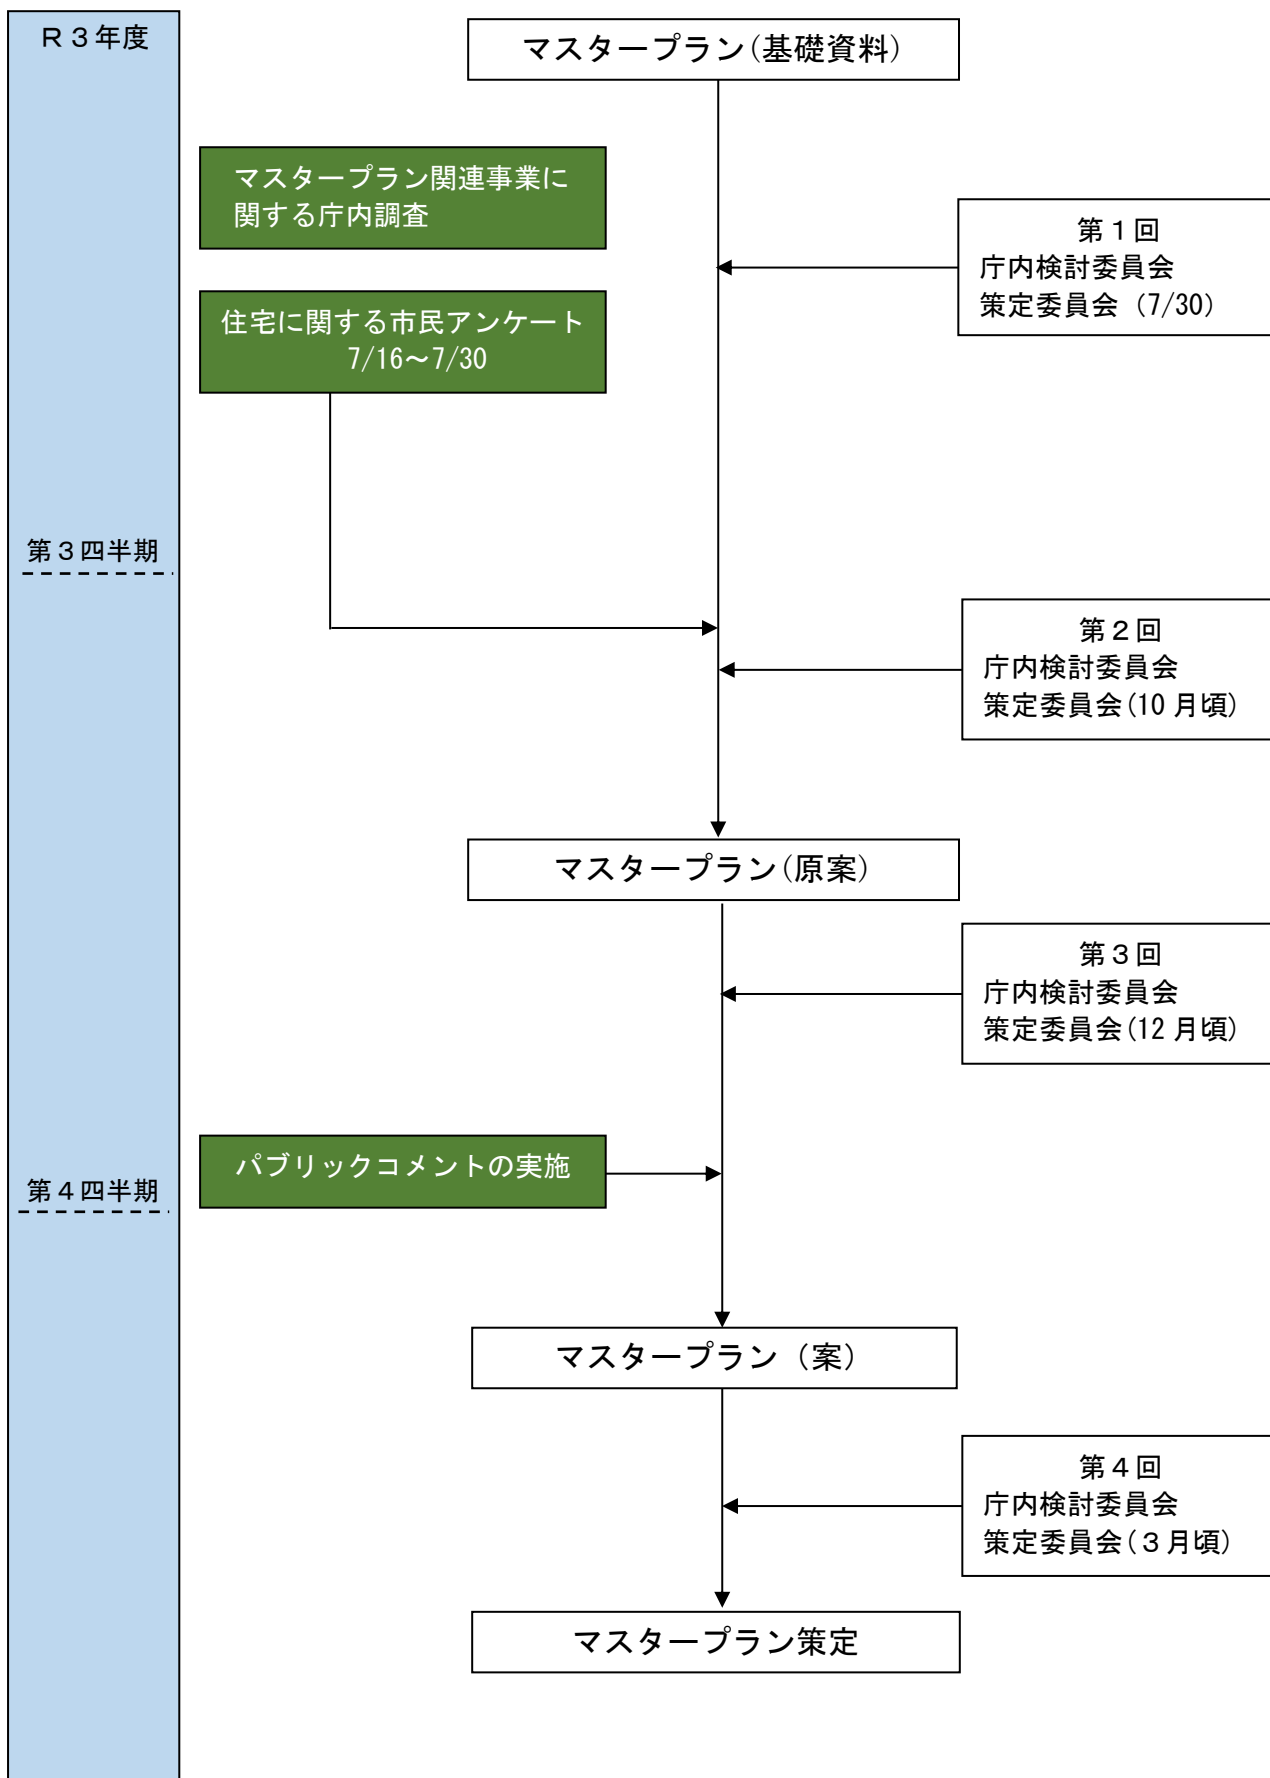 Ｒ３年度
マスタープラン(基礎資料)
マスタープラン関連事業に
関する庁内調査
第１回
庁内検討委員会
策定委員会（7/30）
住宅に関する市民アンケート
7/16～7/30
第３四半期
第２回
庁内検討委員会
策定委員会(10 月頃)
マスタープラン(原案)
第３回
庁内検討委員会
策定委員会(12 月頃)
パブリックコメントの実施
第４四半期
マスタープラン（案）
第４回
庁内検討委員会
策定委員会(３月頃)
マスタープラン策定